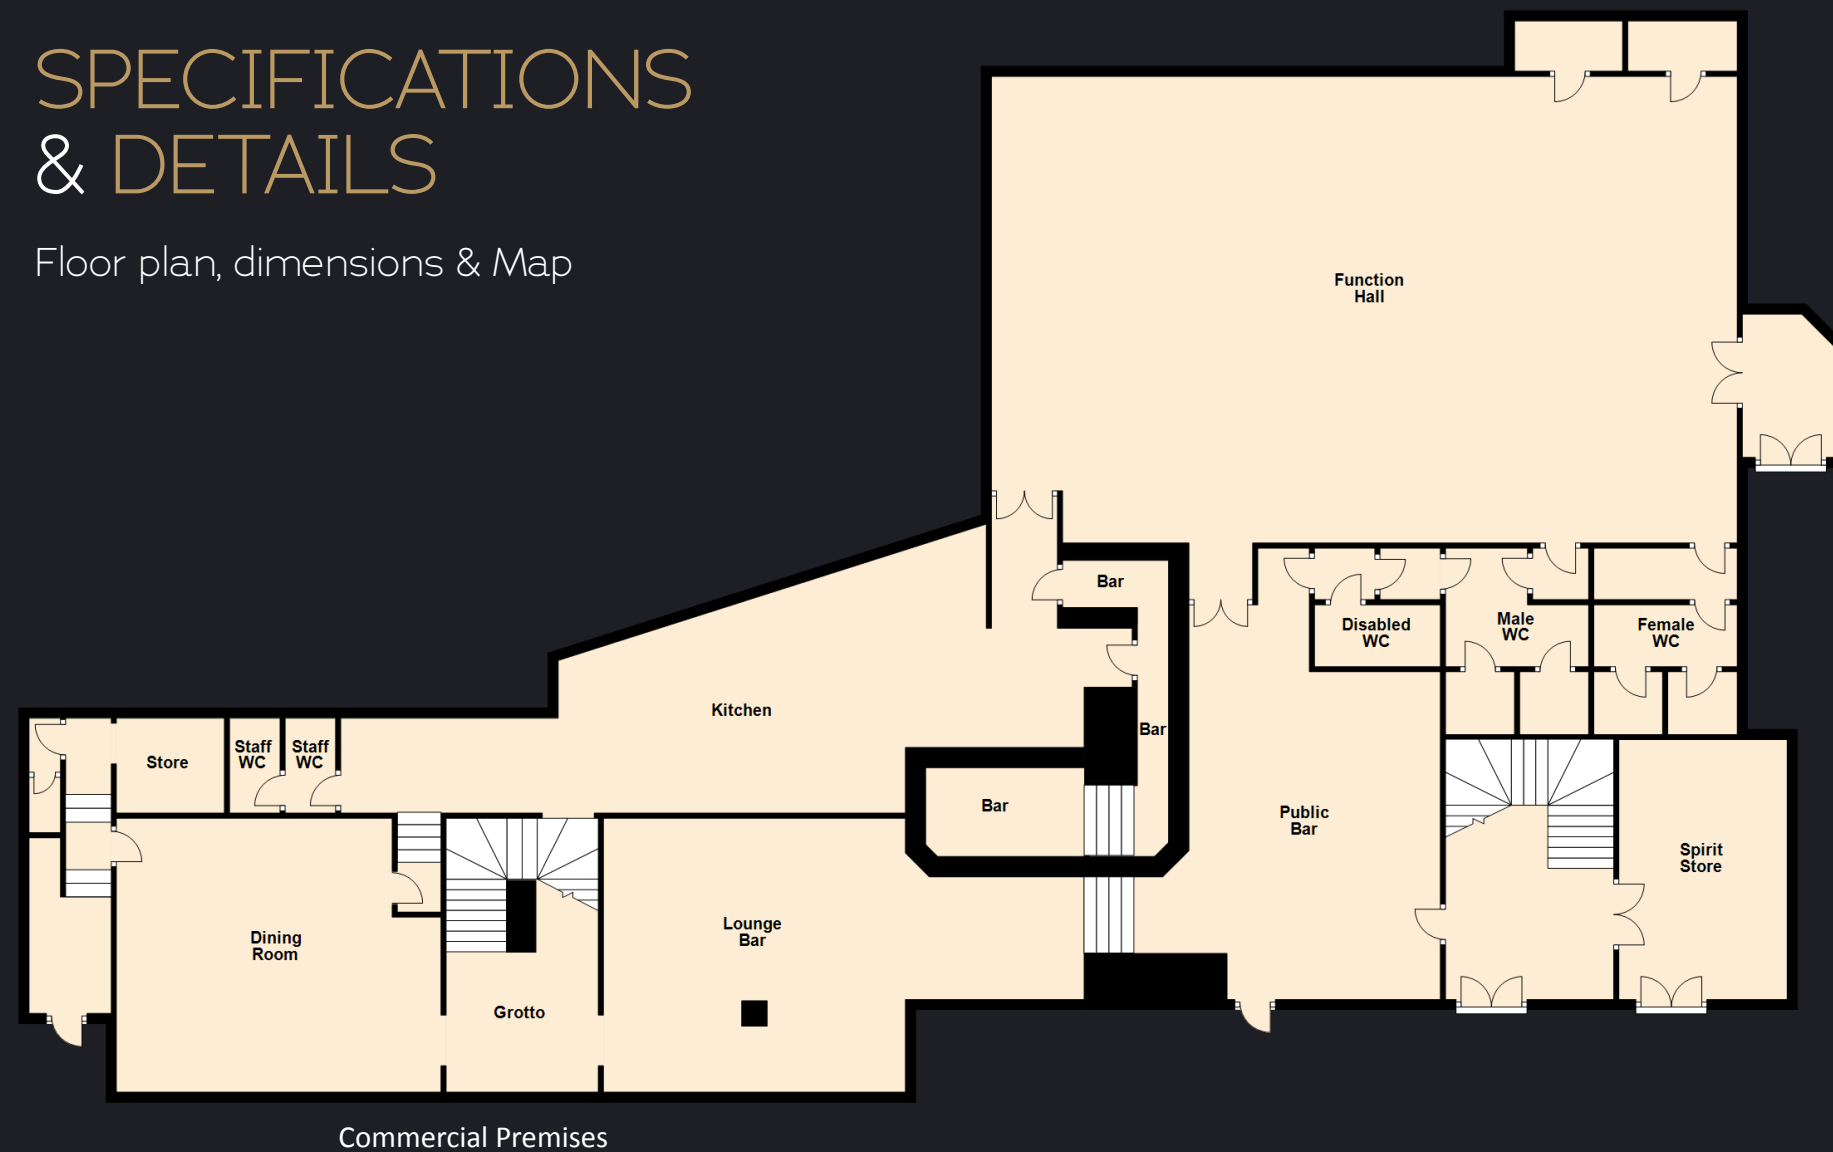 SPECIFICATIONS
& DETAILS
Floor plan, dimensions & Map
Function
Hall
Bar
Disabled
WC
Male
WC
Female
WC
Kitchen
Bar
Store
Staff
WC
Staff
WC
Bar
Public
Bar
Spirit
Store
Dining
Room
Lounge
Bar
Grotto
Commercial Premises